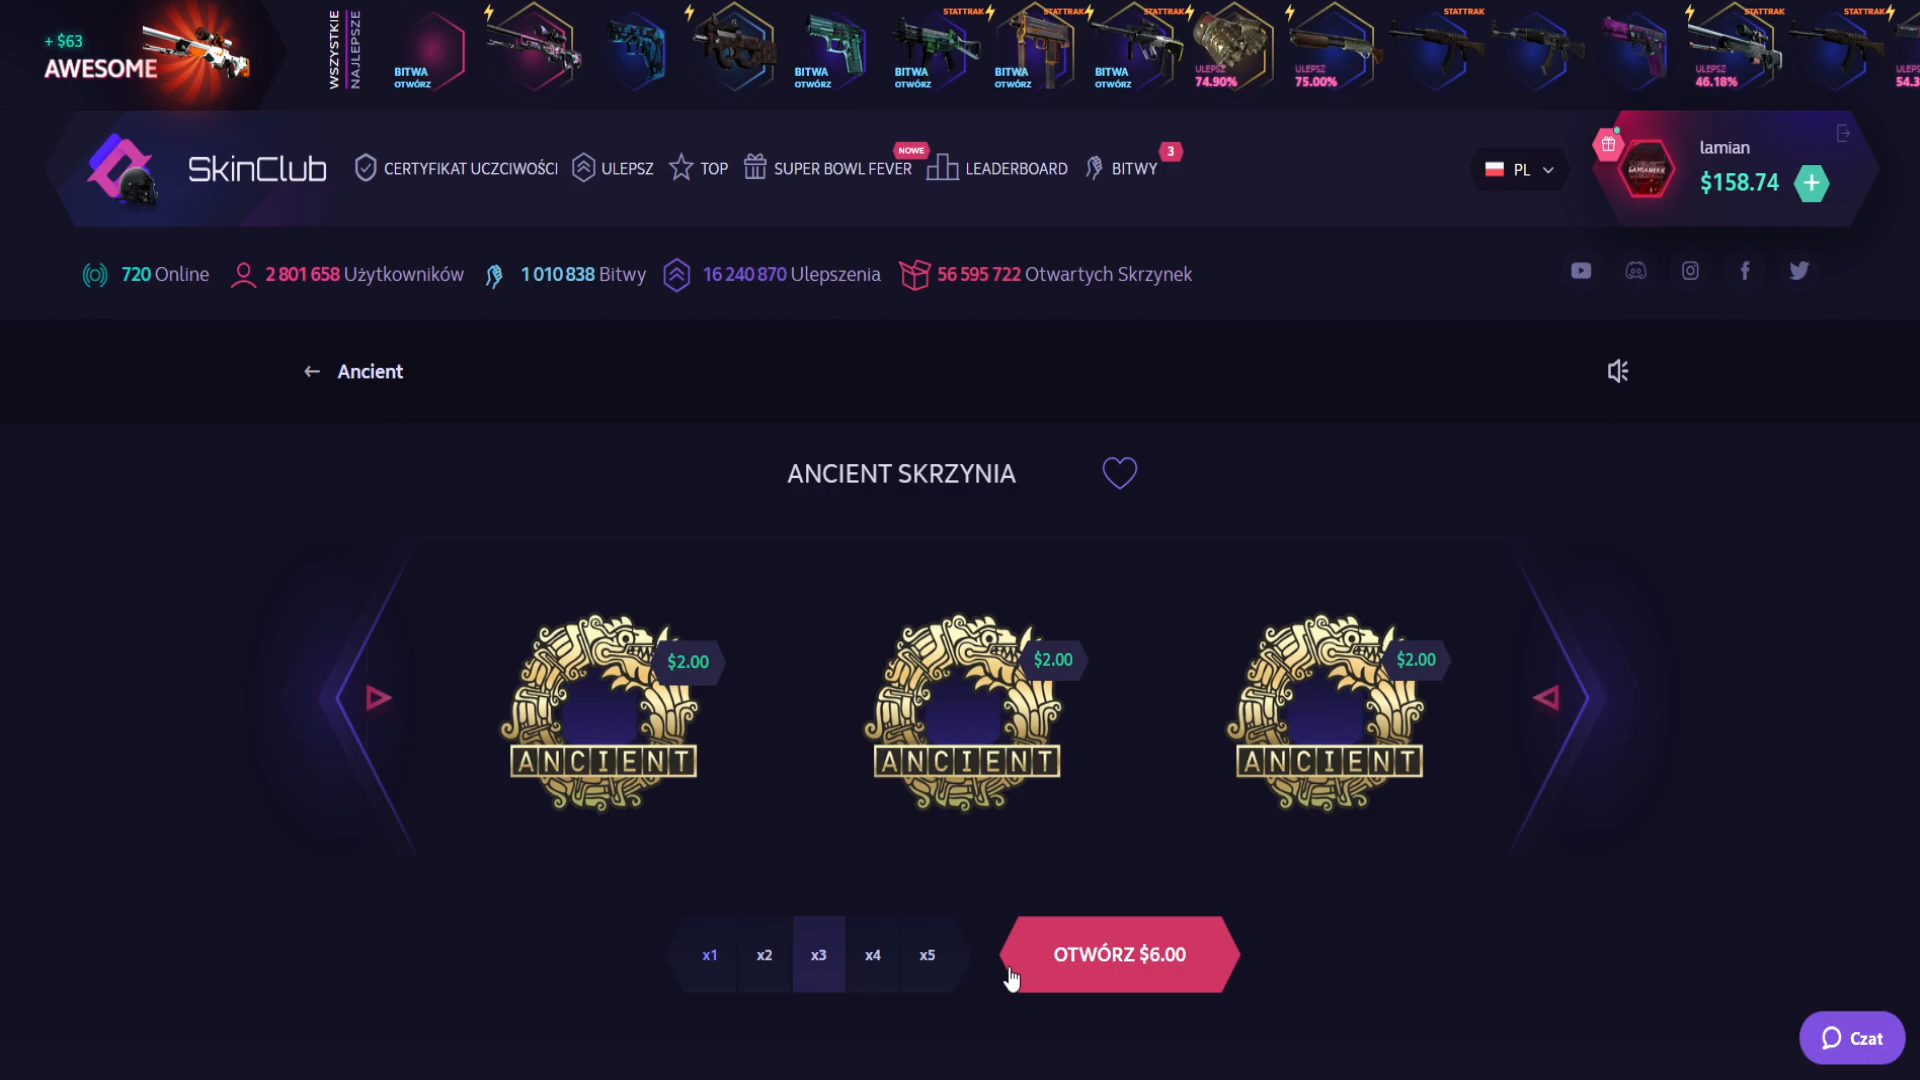 + $63
AWESOME
WSZYSTKIE
NAJLEPSZE
BITWA
OTWÓRZ
BITWA
OTWÓRZ
STATTRAK
BITWA
OTWÓRZ
STATTRAK
BITWA
OTWÓRZ
STATTRAK
BITWA
OTWÓRZ
ULEPSZ
74.90%
ULEPSZ
75.00%
STATTRAK
STATTRAK
ULEPSZ
46.18%
STATTRAK
ULEPS
54.3
SkinClub
CERTYFIKAT UCZCIWOŚCI
ULEPSZ
TOP
SUPER BOWL FEVER
NOWE
LEADERBOARD
BITWY
3
PL
lamian
$158.74
+
720 Online
2 801 658 Użytkowników
1 010 838 Bitwy
16 240 870 Ulepszenia
56 595 722 Otwartych Skrzynek
← Ancient
ANCIENT SKRZYNIA
$2.00
ANCIENT
$2.00
ANCIENT
$2.00
ANCIENT
x1 x2 x3 x4 x5
OTWÓRZ $6.00
Czat